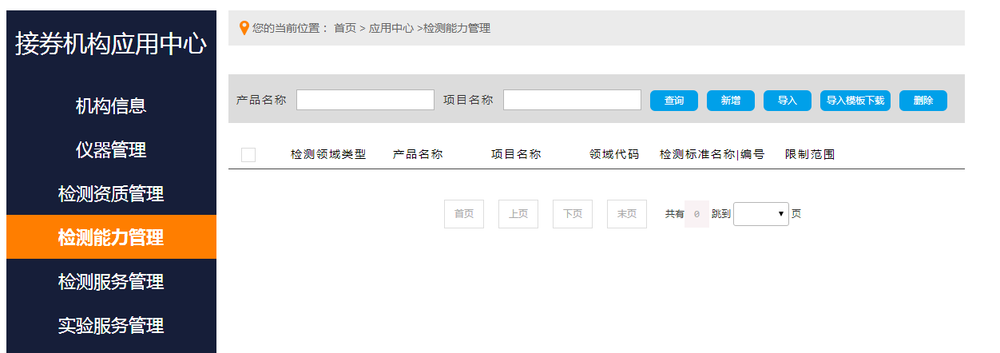 接券机构应用中心
机构信息
仪器管理
检测资质管理
检测能力管理
检测服务管理
实验服务管理
您的当前位置： 首页 > 应用中心 >检测能力管理
产品名称 项目名称 查询 新增 导入 导入模板下载 删除
检测领域类型 产品名称 项目名称 领域代码 检测标准名称|编号 限制范围
首页 上页 下页 末页 共有 0 跳到 页